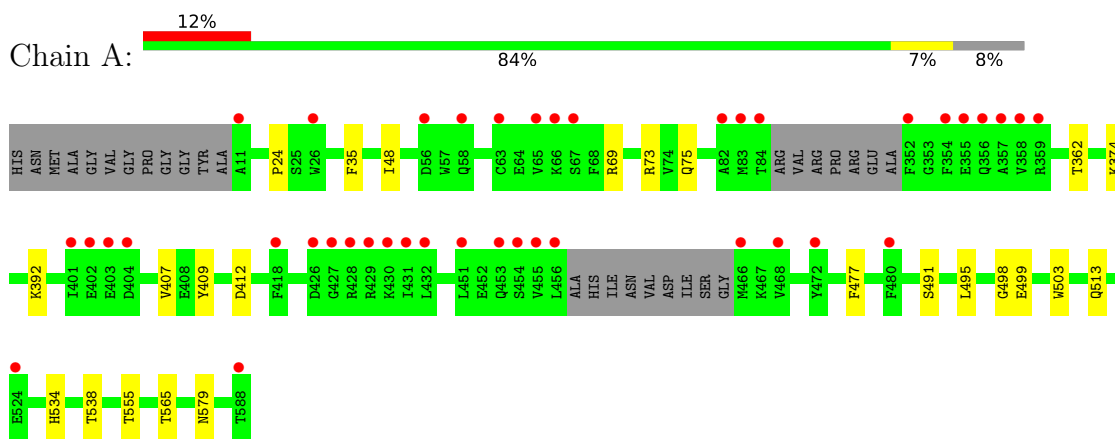 12%
Chain A:
84% 7% 8%
HIS ASN MET ALA GLY VAL GLY PRO GLY GLY TYR ALA A11 P24 S25 W26 F35 I48 D56 W57 Q58 C63 E64 V65 K66 S67 F68 R69 R73 V74 Q75 A82 M83 T84 ARG VAL ARG PRO ARG GLU ALA F352 G353 F354 E355 Q356 A357 V358 R359 T362 K374
K392 I401 E402 E403 D404 V407 E408 Y409 D412 F418 D426 G427 R428 R429 K430 I431 L432 L451 E452 Q453 S454 V455 L456 ALA HIS ILE ASN VAL ASP ILE SER GLY M466 K467 V468 Y472 F477 F480 S491 L495 G498 E499 W503 Q513
E524 H534 T538 T555 T565 N579 T588